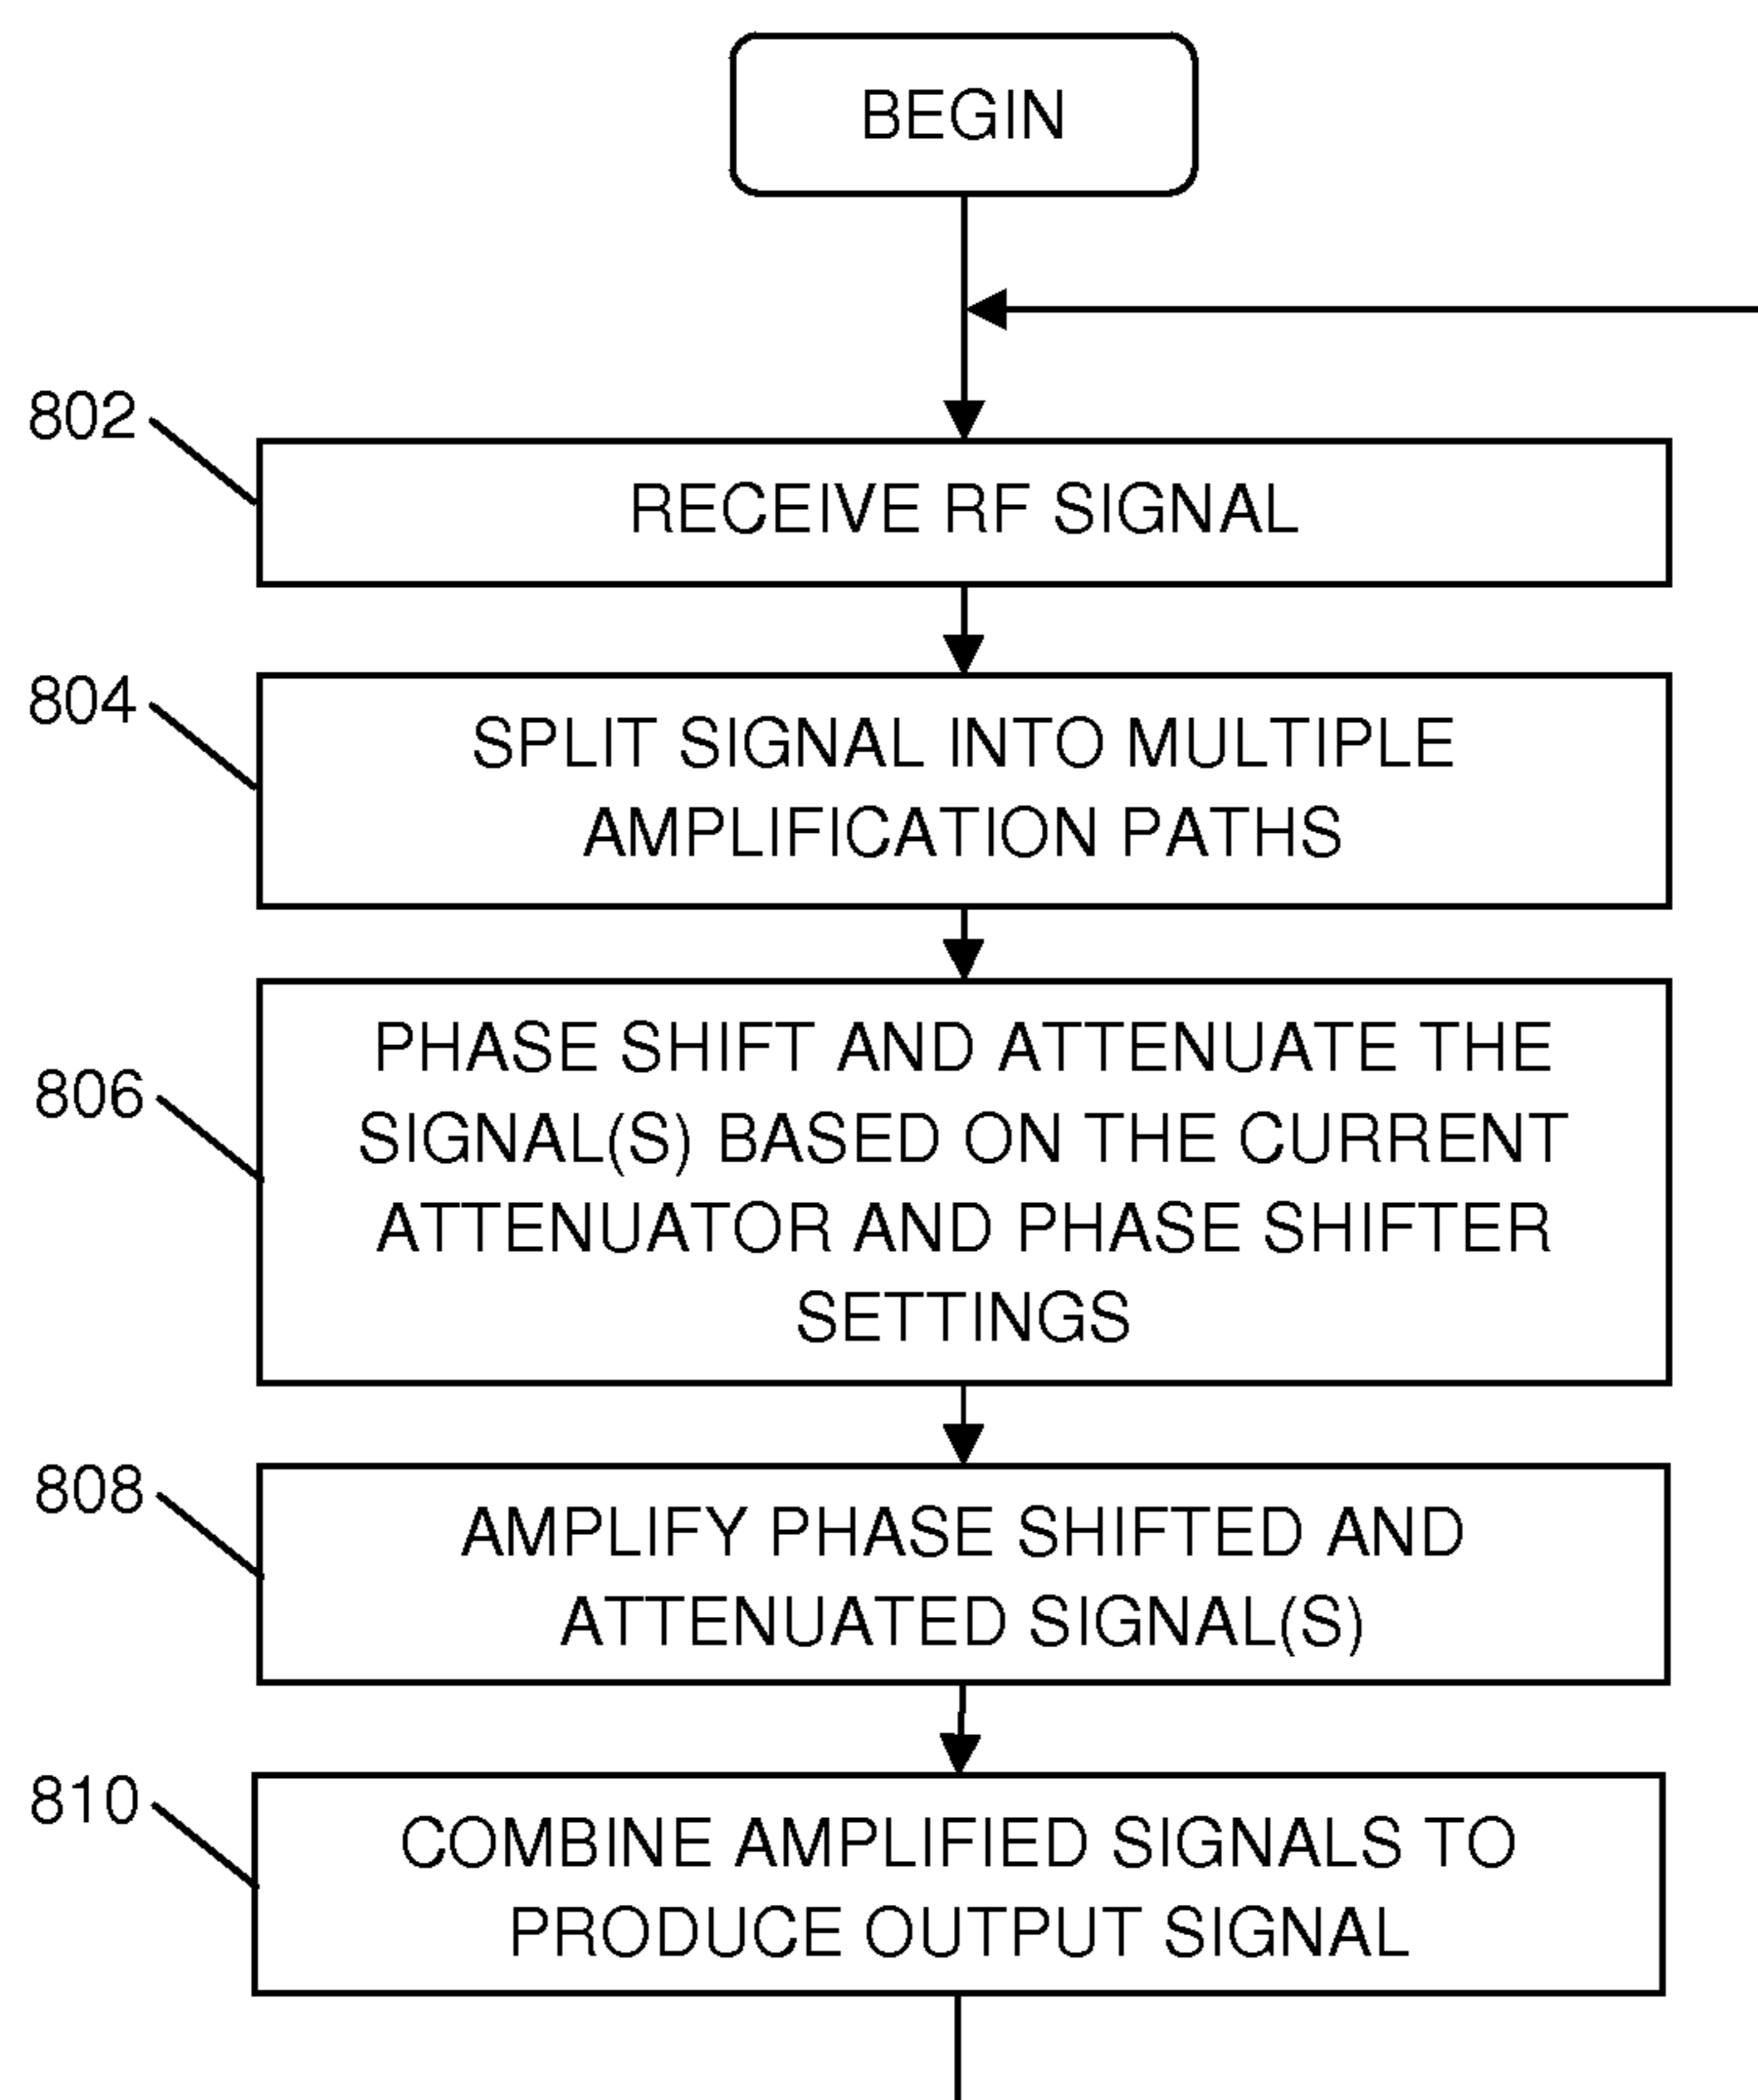 BEGIN
802
RECEIVE RF SIGNAL
804
SPLIT SIGNAL INTO MULTIPLE
AMPLIFICATION PATHS
806
PHASE SHIFT AND ATTENUATE THE
SIGNAL(S) BASED ON THE CURRENT
ATTENUATOR AND PHASE SHIFTER
SETTINGS
808
AMPLIFY PHASE SHIFTED AND
ATTENUATED SIGNAL(S)
810
COMBINE AMPLIFIED SIGNALS TO
PRODUCE OUTPUT SIGNAL